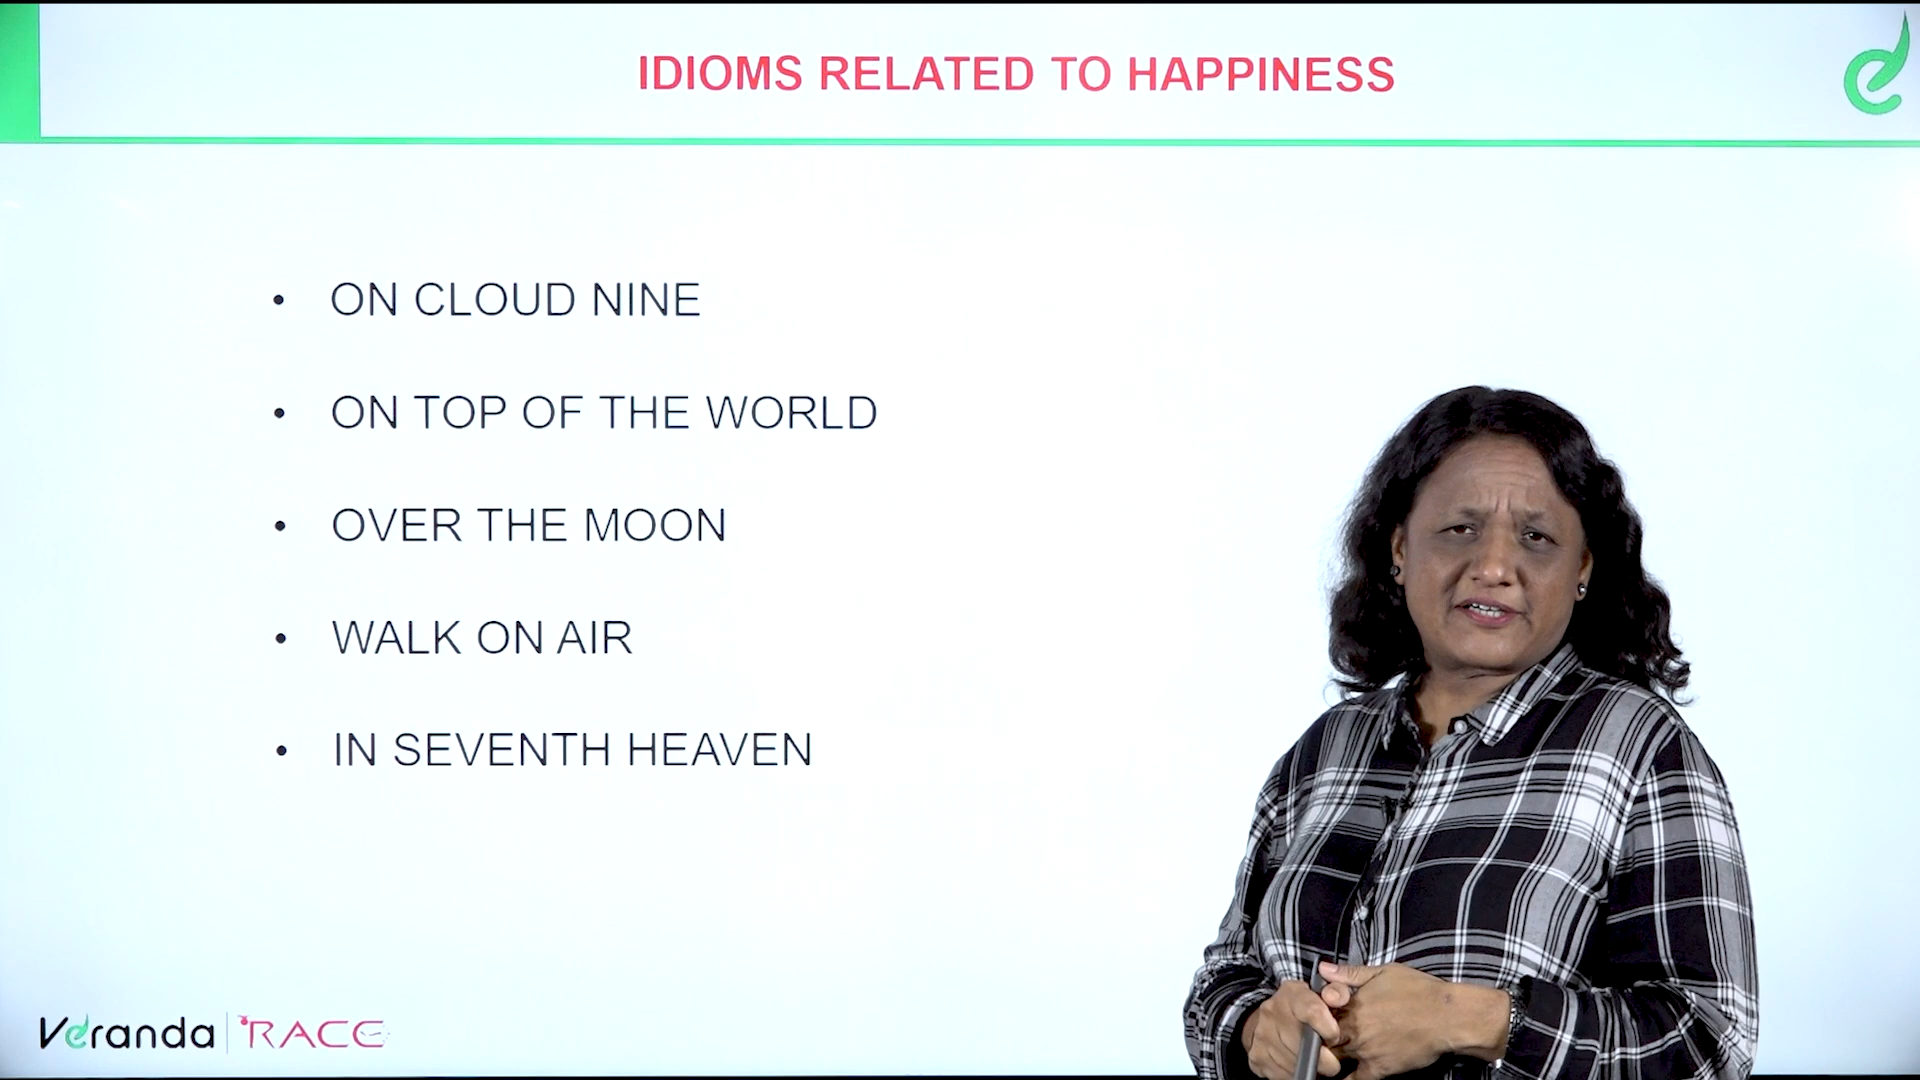 IDIOMS RELATED TO HAPPINESS
• ON CLOUD NINE
• ON TOP OF THE WORLD
• OVER THE MOON
• WALK ON AIR
• IN SEVENTH HEAVEN
Veranda | RACE